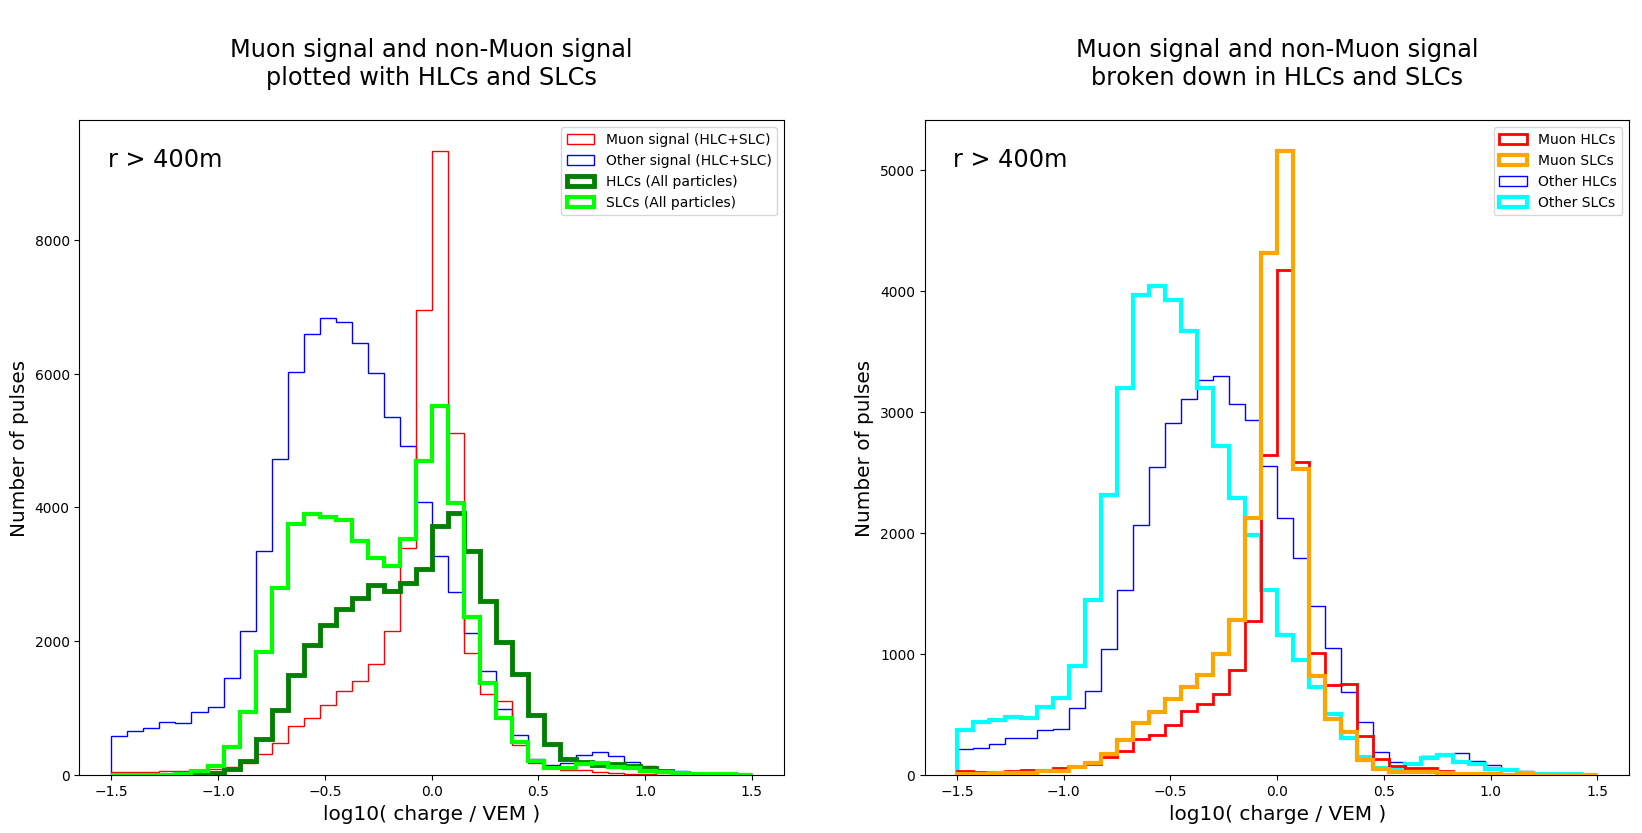 Muon signal and non-Muon signal
plotted with HLCs and SLCs
r > 400m
Muon signal (HLC+SLC)
Other signal (HLC+SLC)
HLCs (All particles)
SLCs (All particles)
Number of pulses
8000
6000
4000
2000
0
−1.5
−1.0
−0.5
0.0
0.5
1.0
1.5
log10( charge / VEM )
Muon signal and non-Muon signal
broken down in HLCs and SLCs
r > 400m
Muon HLCs
Muon SLCs
Other HLCs
Other SLCs
Number of pulses
5000
4000
3000
2000
1000
0
−1.5
−1.0
−0.5
0.0
0.5
1.0
1.5
log10( charge / VEM )